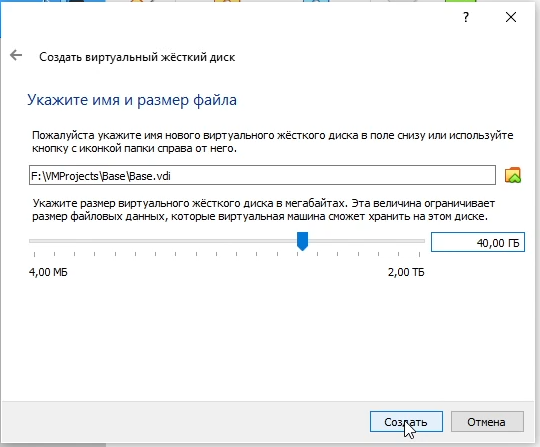 ?
Создать виртуальный жёсткий диск
Укажите имя и размер файла
Пожалуйста укажите имя нового виртуального жёсткого диска в поле снизу или используйте
кнопку с иконкой папки справа от него.
F:\VMProjects\Base\Base.vdi
Укажите размер виртуального жёсткого диска в мегабайтах. Эта величина ограничивает
размер файловых данных, которые виртуальная машина сможет хранить на этом диске.
40,00 ГБ
4,00 МБ 2,00 ТБ
Создать Отмена